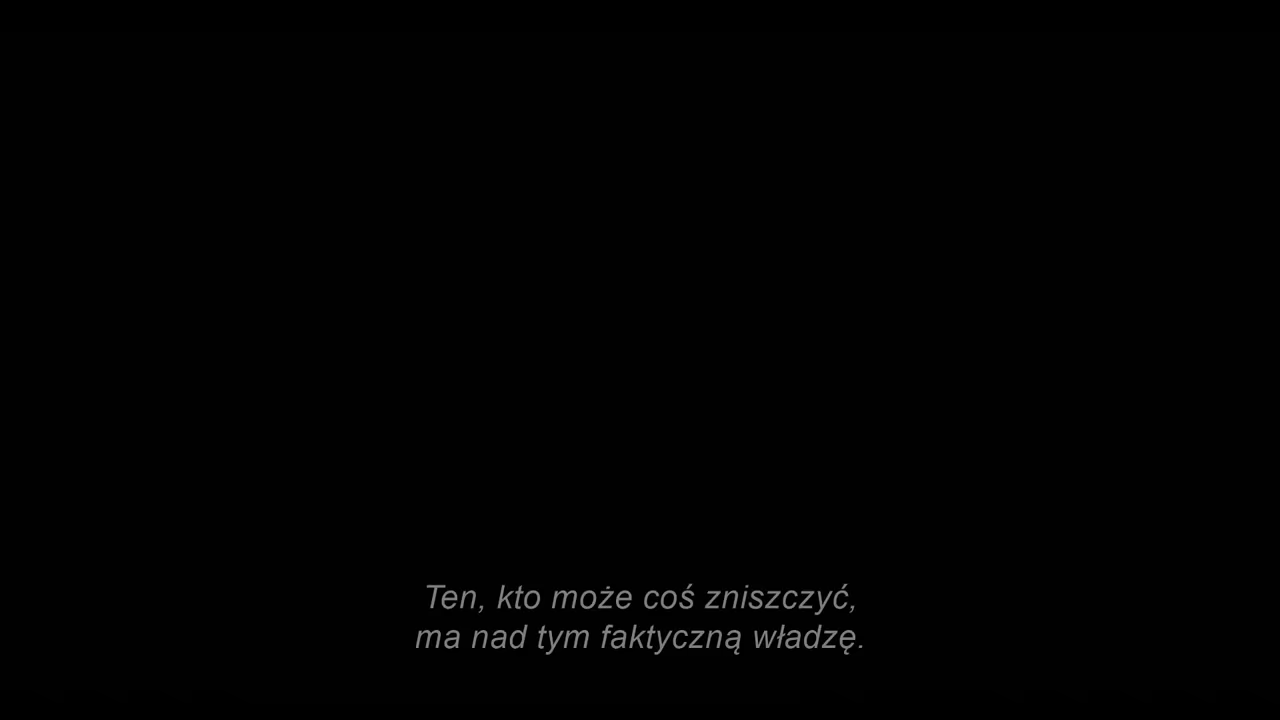 Ten, kto może coś zniszczyć,
ma nad tym faktyczną władzę.